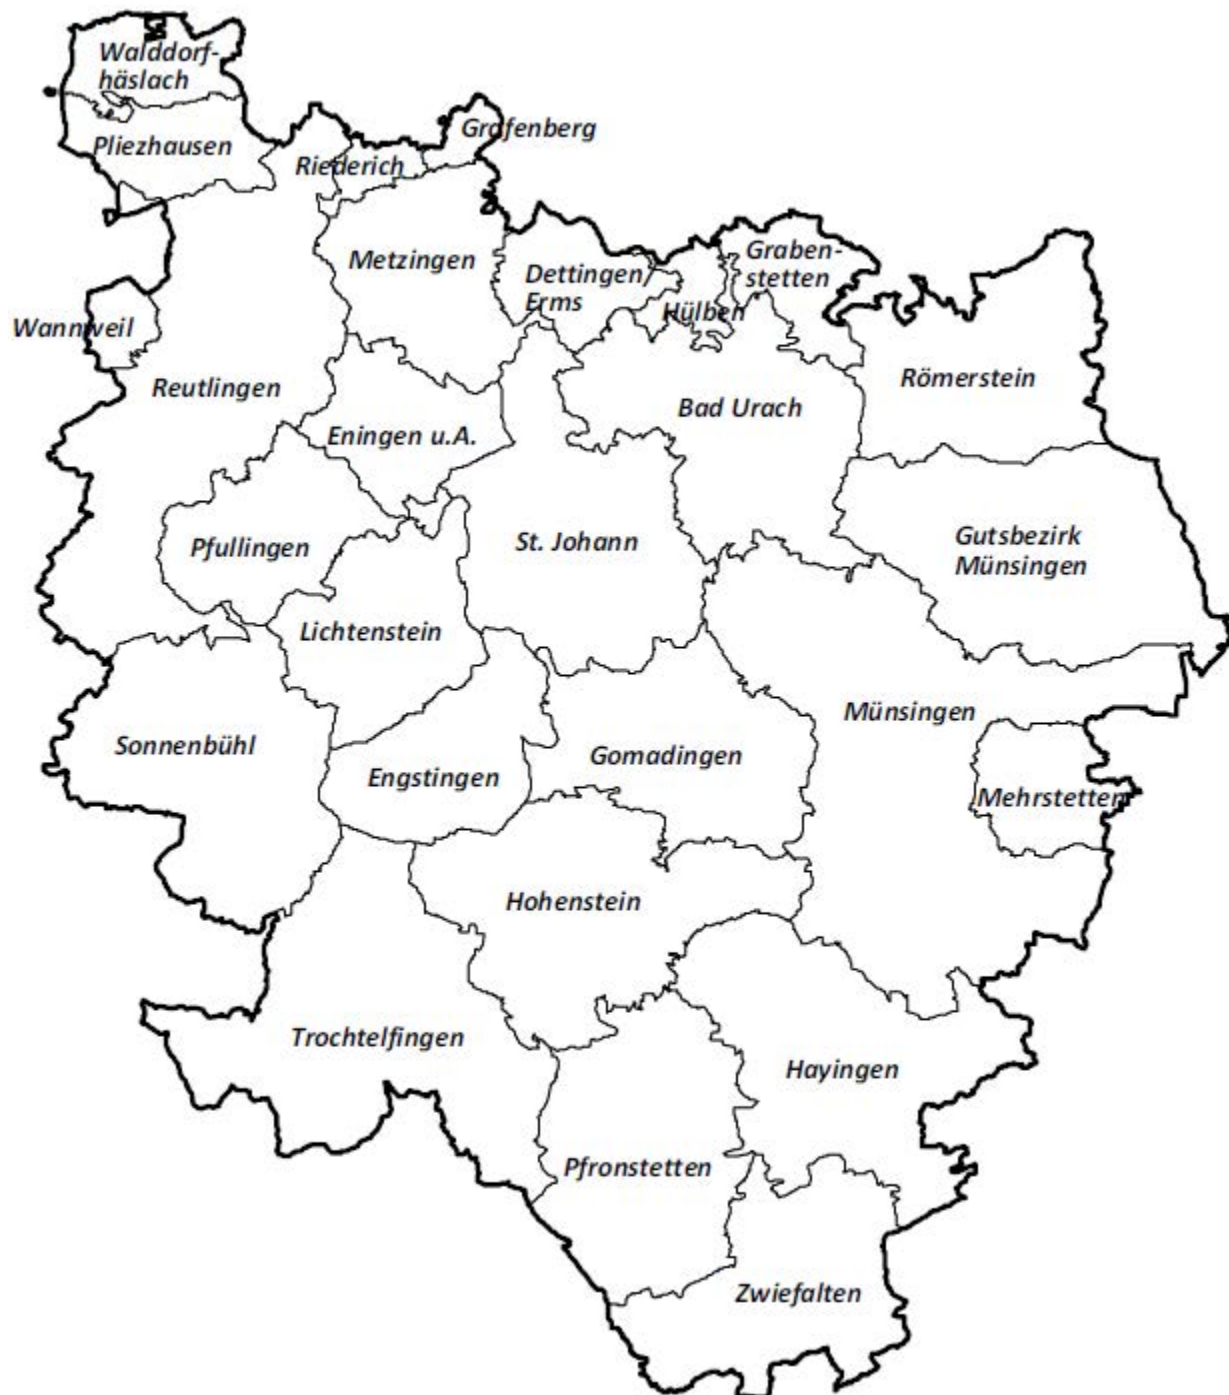 Walddorf-
häslach
Pliezhausen
Grafenberg
Riederich
Metzingen
Dettingen/
Erms
Graben-
stetten
Hülben
Wannweil
Reutlingen
Römerstein
Bad Urach
Eningen u.A.
Pfullingen
St. Johann
Gutsbezirk
Münsingen
Lichtenstein
Münsingen
Sonnenbühl
Engstingen
Gomadingen
Mehrstetten
Hohenstein
Trochtelfingen
Hayingen
Pfronstetten
Zwiefalten